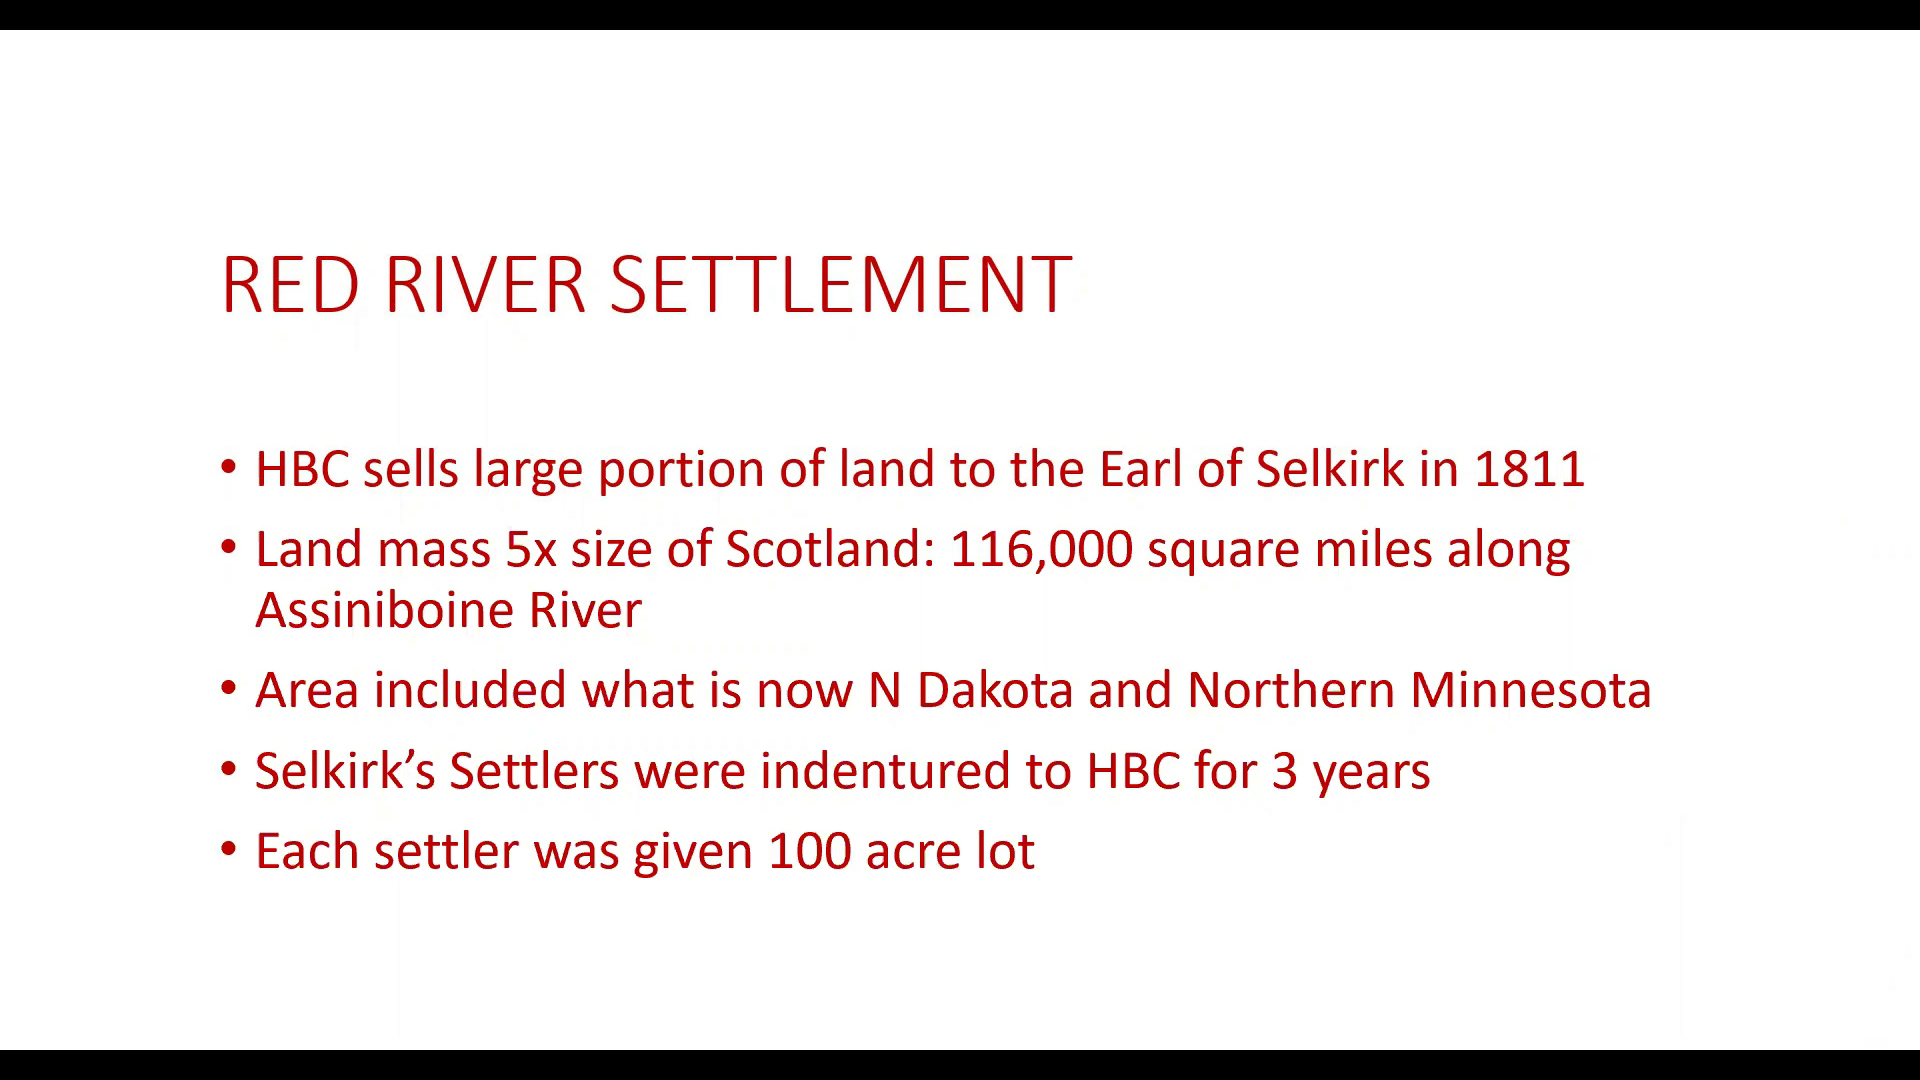 RED RIVER SETTLEMENT
• HBC sells large portion of land to the Earl of Selkirk in 1811
• Land mass 5x size of Scotland: 116,000 square miles along
Assiniboine River
• Area included what is now N Dakota and Northern Minnesota
• Selkirk’s Settlers were indentured to HBC for 3 years
• Each settler was given 100 acre lot